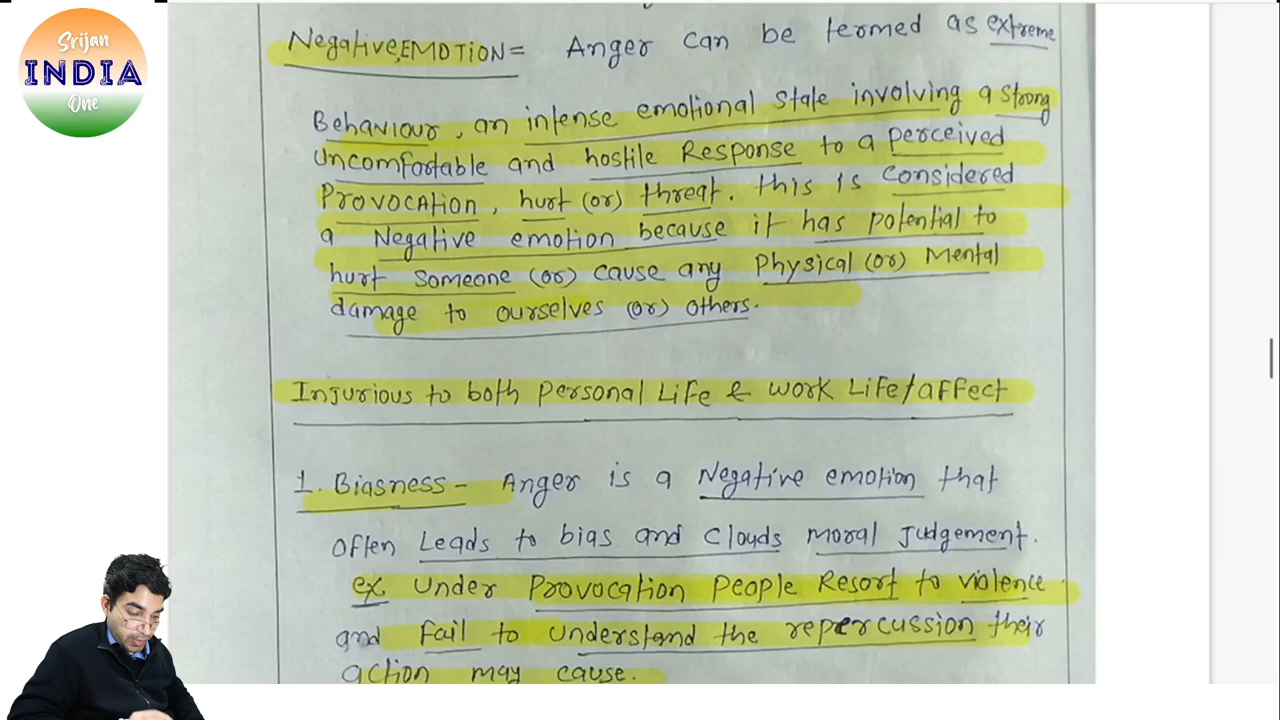 Srijan
INDIA
One
Negative,EMOTION= Anger can be termed as extreme
Behaviour, an intense emotional state involving a strong
uncomfortable and hostile Response to a perceived
PROVOCATION, hurt (or) threat. This is considered
a Negative emotion because it has potential to
hurt someone (or) cause any Physical (or) Mental
damage to ourselves (or) others.
INJURIOUS to both Personal Life & work Life/affect
1. Biasness - Anger is a Negative emotion that
often Leads to bias and Clouds moral Judgement.
ex Under Provocation People Resort to violence
and fail to understand the repercussion their
action may cause.